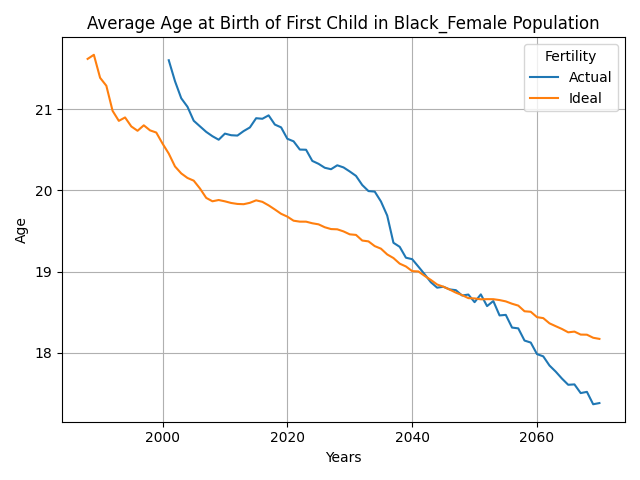 Average Age at Birth of First Child in Black_Female Population
Fertility
Actual
Ideal
21
20
19
18
Age
2000
2020
2040
2060
Years